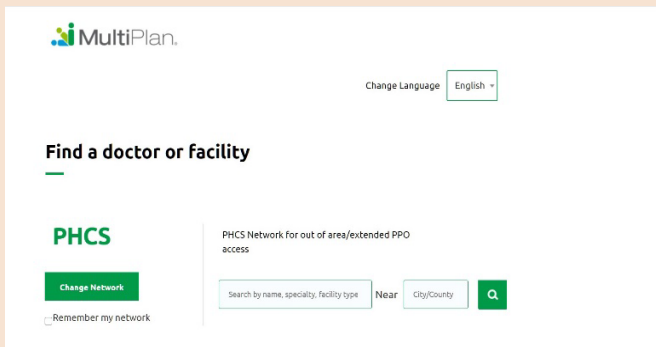 MultiPlan.
Change Language English
Find a doctor or facility
PHCS
PHCS Network for out of area/extended PPO
access
Change Network
Search by name, specialty, facility type Near City/County
Remember my network